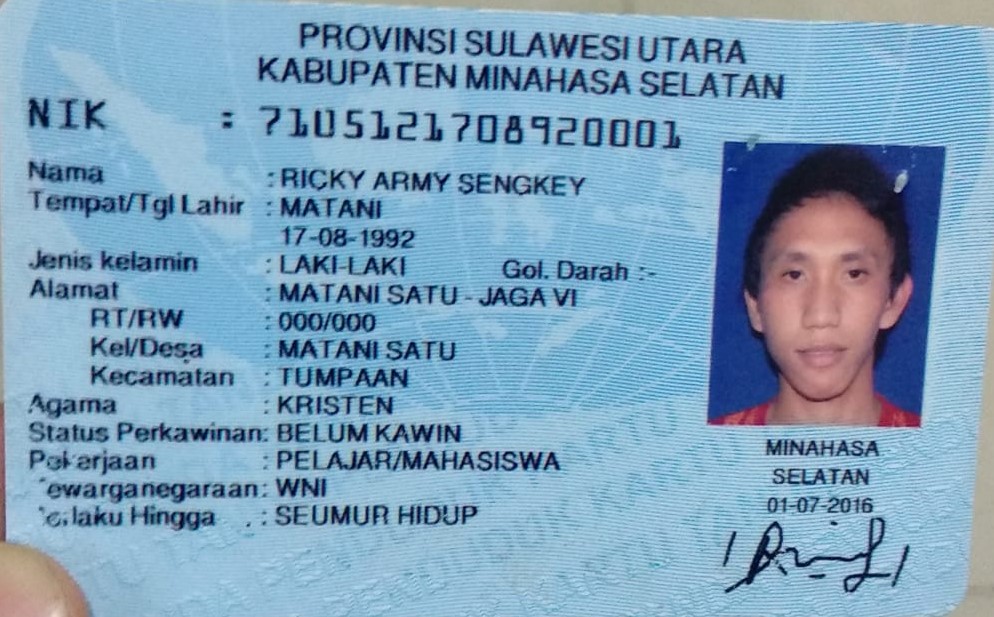 PROVINSI SULAWESI UTARA
KABUPATEN MINAHASA SELATAN
NIK : 7105121708920001
Nama : RICKY ARMY SENGKEY
Tempat/Tgl Lahir : MATANI
17-08-1992
Jenis kelamin : LAKI-LAKI Gol. Darah :-
Alamat : MATANI SATU - JAGA VI
RT/RW : 000/000
Kel/Desa : MATANI SATU
Kecamatan : TUMPAAN
Agama : KRISTEN
Status Perkawinan: BELUM KAWIN
Pekerjaan : PELAJAR/MAHASISWA
ewarganegaraan: WNI
laku Hingga : SEUMUR HIDUP
MINAHASA
SELATAN
01-07-2016